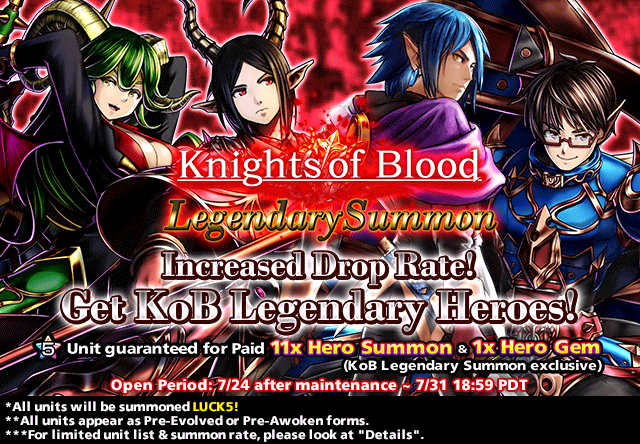 Knights of Blood
Legendary Summon
Increased Drop Rate!
Get KoB Legendary Heroes!
5 Unit guaranteed for Paid 11x Hero Summon & 1x Hero Gem
(KoB Legendary Summon exclusive)
Open Period: 7/24 after maintenance ~ 7/31 18:59 PDT
*All units will be summoned LUCK5!
**All units appear as Pre-Evolved or Pre-Awoken forms.
***For limited unit list & summon rate, please look at "Details".